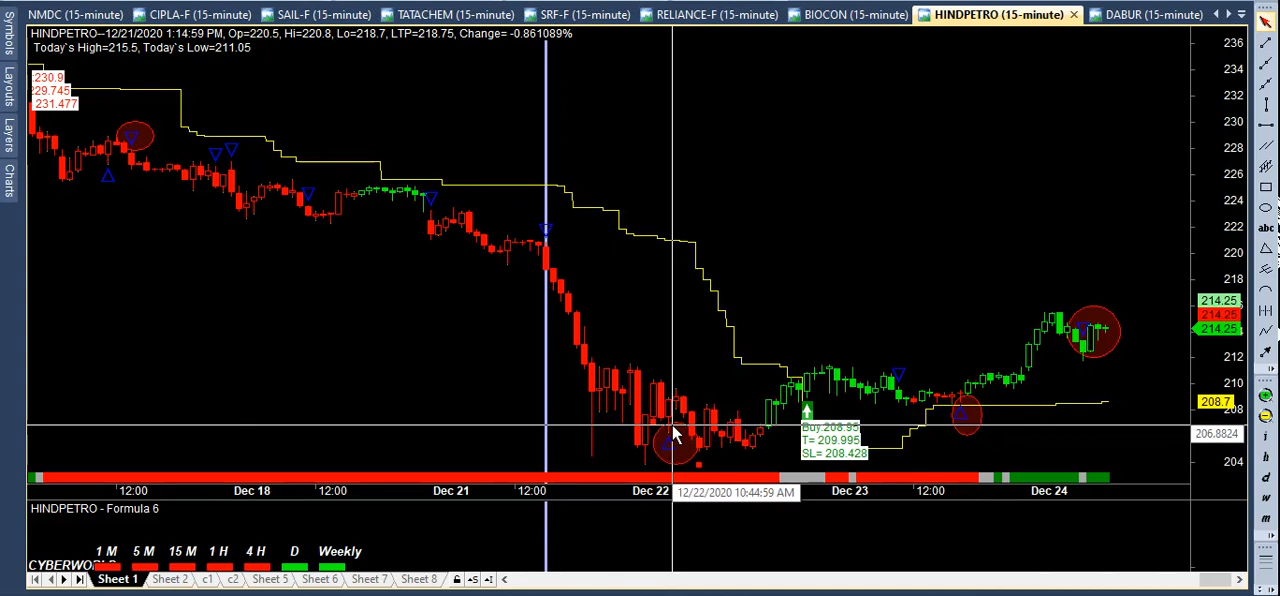 NMDC (15-minute) CIPLA-F (15-minute) SAIL-F (15-minute) TATACHEM (15-minute) SRF-F (15-minute) RELIANCE-F (15-minute) BIOCON (15-minute) HINDPETRO (15-minute) DABUR (15-minute)
Symbols
Layouts
Layers
Charts
HINDPETRO-12/21/2020 1:14:59 PM, Op=220.5, Hi=220.8, Lo=218.7, LTP=218.75, Change= -0.861089%
Today`s High=215.5, Today`s Low=211.05
230.9
229.745
231.477
236
234
232
230
228
226
224
222
220
218
214.25
214.25
214.25
212
210
208.7
208
206.8824
204
Buy:208.95
T= 209.995
SL= 208.428
12:00 Dec 18 12:00 Dec 21 12:00 Dec 22 12/22/2020 10:44:59 AM Dec 23 12:00 Dec 24
HINDPETRO - Formula 6
1 M 5 M 15 M 1 H 4 H D Weekly
Sheet 1 Sheet 2 c1 c2 Sheet 5 Sheet 6 Sheet 7 Sheet 8
abc
i
h
d
w
m